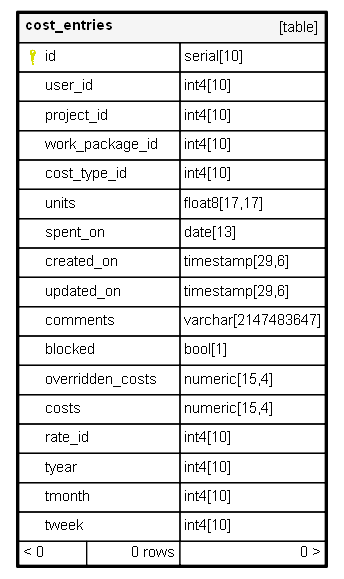 cost_entries [table]
id serial[10]
user_id int4[10]
project_id int4[10]
work_package_id int4[10]
cost_type_id int4[10]
units float8[17,17]
spent_on date[13]
created_on timestamp[29,6]
updated_on timestamp[29,6]
comments varchar[2147483647]
blocked bool[1]
overridden_costs numeric[15,4]
costs numeric[15,4]
rate_id int4[10]
tyear int4[10]
tmonth int4[10]
tweek int4[10]
< 0 0 rows 0 >